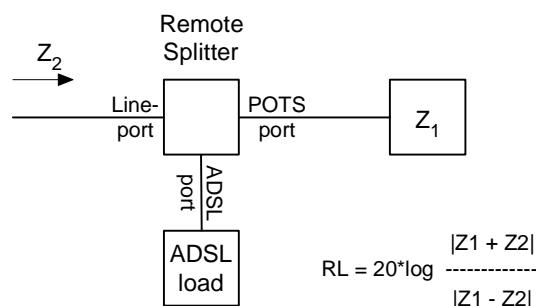 Remote
Splitter
Z2
Line-
port
POTS
port
Z1
ADSL
port
ADSL
load
|Z1 + Z2|
RL = 20*log -------------
|Z1 - Z2|